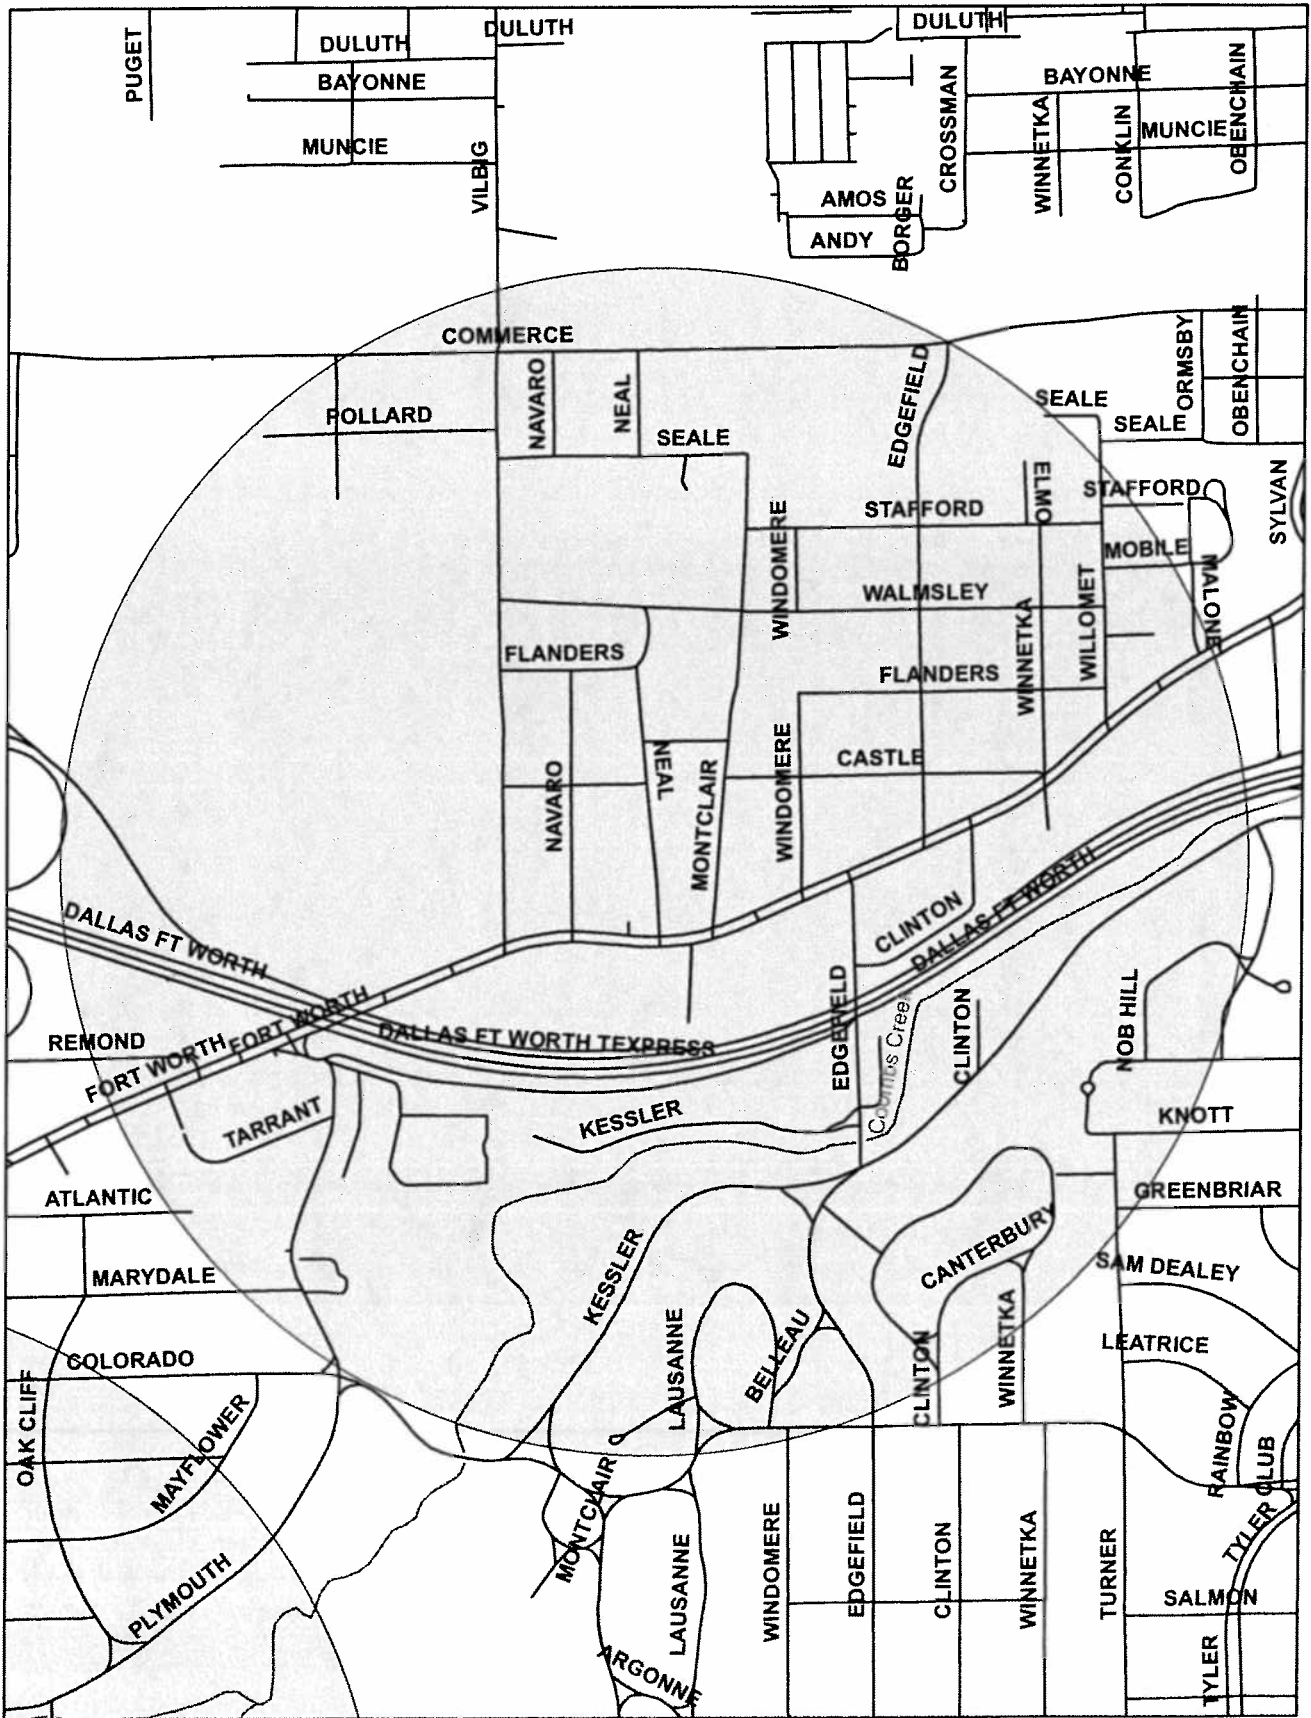 PUGET
DULUTH
DULUTH
DULUTH
BAYONNE
BAYONNE
MUNCIE
MUNCIE
VILBIG
CROSSMAN
WINNETKA
CONKLIN
OBENCHAIN
AMOS
ANDY
BORGER
COMMERCE
NAVARO
NEAL
POLLARD
SEALE
EDGEFIELD
SEALE
SEALE
ORMSBY
OBENCHAIN
ELMO
STAFFORD
STAFFORD
SYLVAN
WINDOMERE
MOBILE
MALONE
WALMSLEY
WINNETKA
WILLOMET
FLANDERS
FLANDERS
NAVARO
NEAL
MONTCLAIR
WINDOMERE
CASTLE
DALLAS FT WORTH
CLINTON
DALLAS FT WORTH
REMOND
FORT WORTH
FORT WORTH
DALLAS FT WORTH TEXPRESS
EDGEFIELD
Coombs Creek
CLINTON
NOB HILL
TARRANT
KESSLER
KNOTT
ATLANTIC
GREENBRIAR
MARYDALE
KESSLER
CANTERBURY
SAM DEALEY
COLORADO
LAUSANNE
BELLEAU
CLINTON
WINNETKA
LEATRICE
OAK CLIFF
MAYFLOWER
MONTCLAIR
RAINBOW
CLUB
TYLER
PLYMOUTH
LAUSANNE
WINDOMERE
EDGEFIELD
CLINTON
WINNETKA
TURNER
SALMON
ARGONNE
TYLER